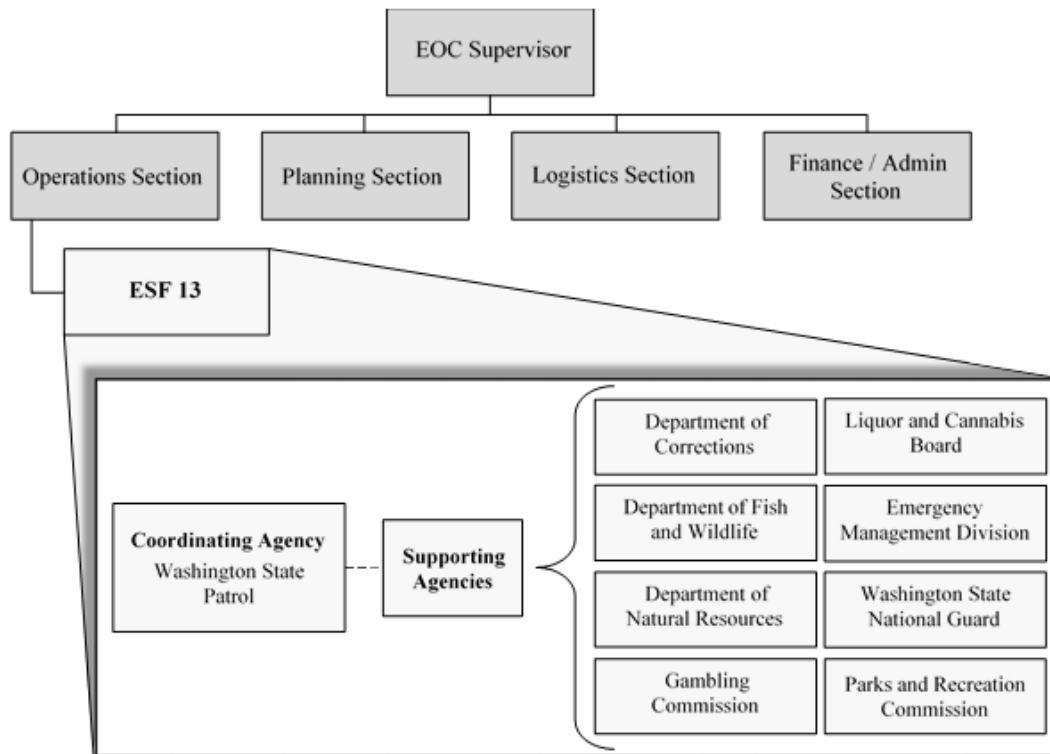 EOC Supervisor
Operations Section
Planning Section
Logistics Section
Finance / Admin
Section
ESF 13
Coordinating Agency
Washington State
Patrol
Supporting
Agencies
Department of
Corrections
Liquor and Cannabis
Board
Department of Fish
and Wildlife
Emergency
Management Division
Department of
Natural Resources
Washington State
National Guard
Gambling
Commission
Parks and Recreation
Commission